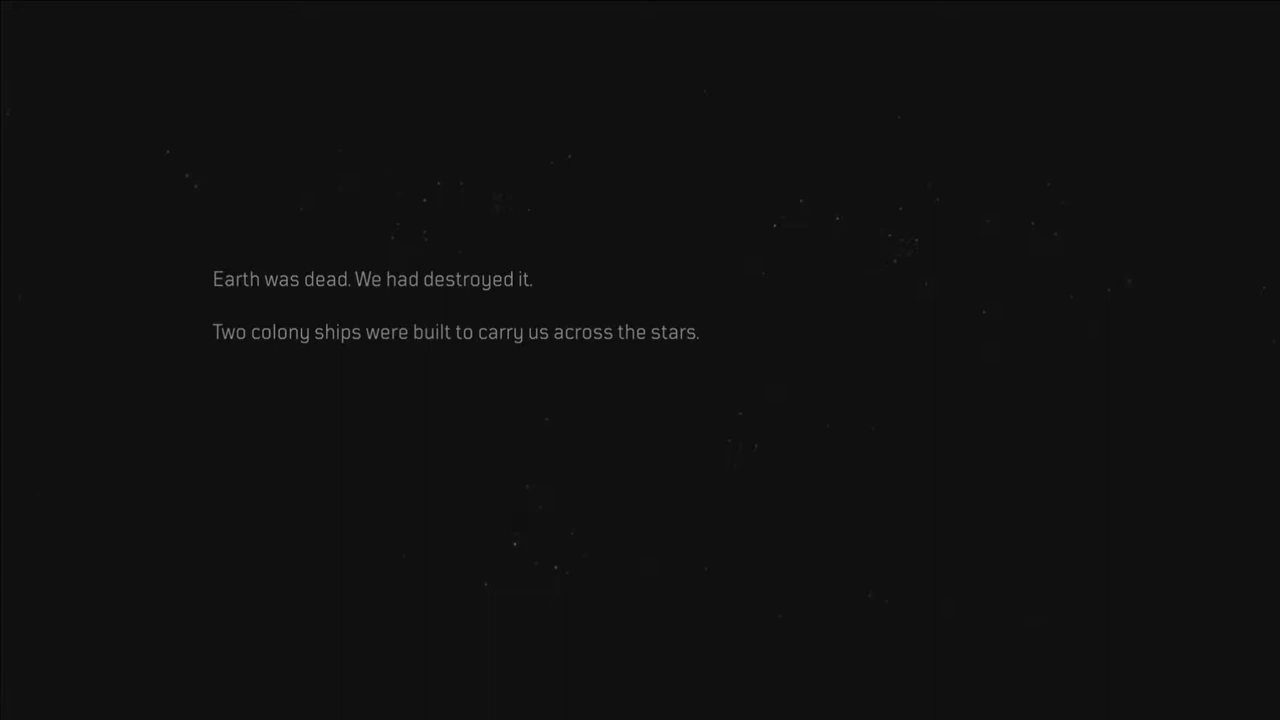 Earth was dead. We had destroyed it.
Two colony ships were built to carry us across the stars.